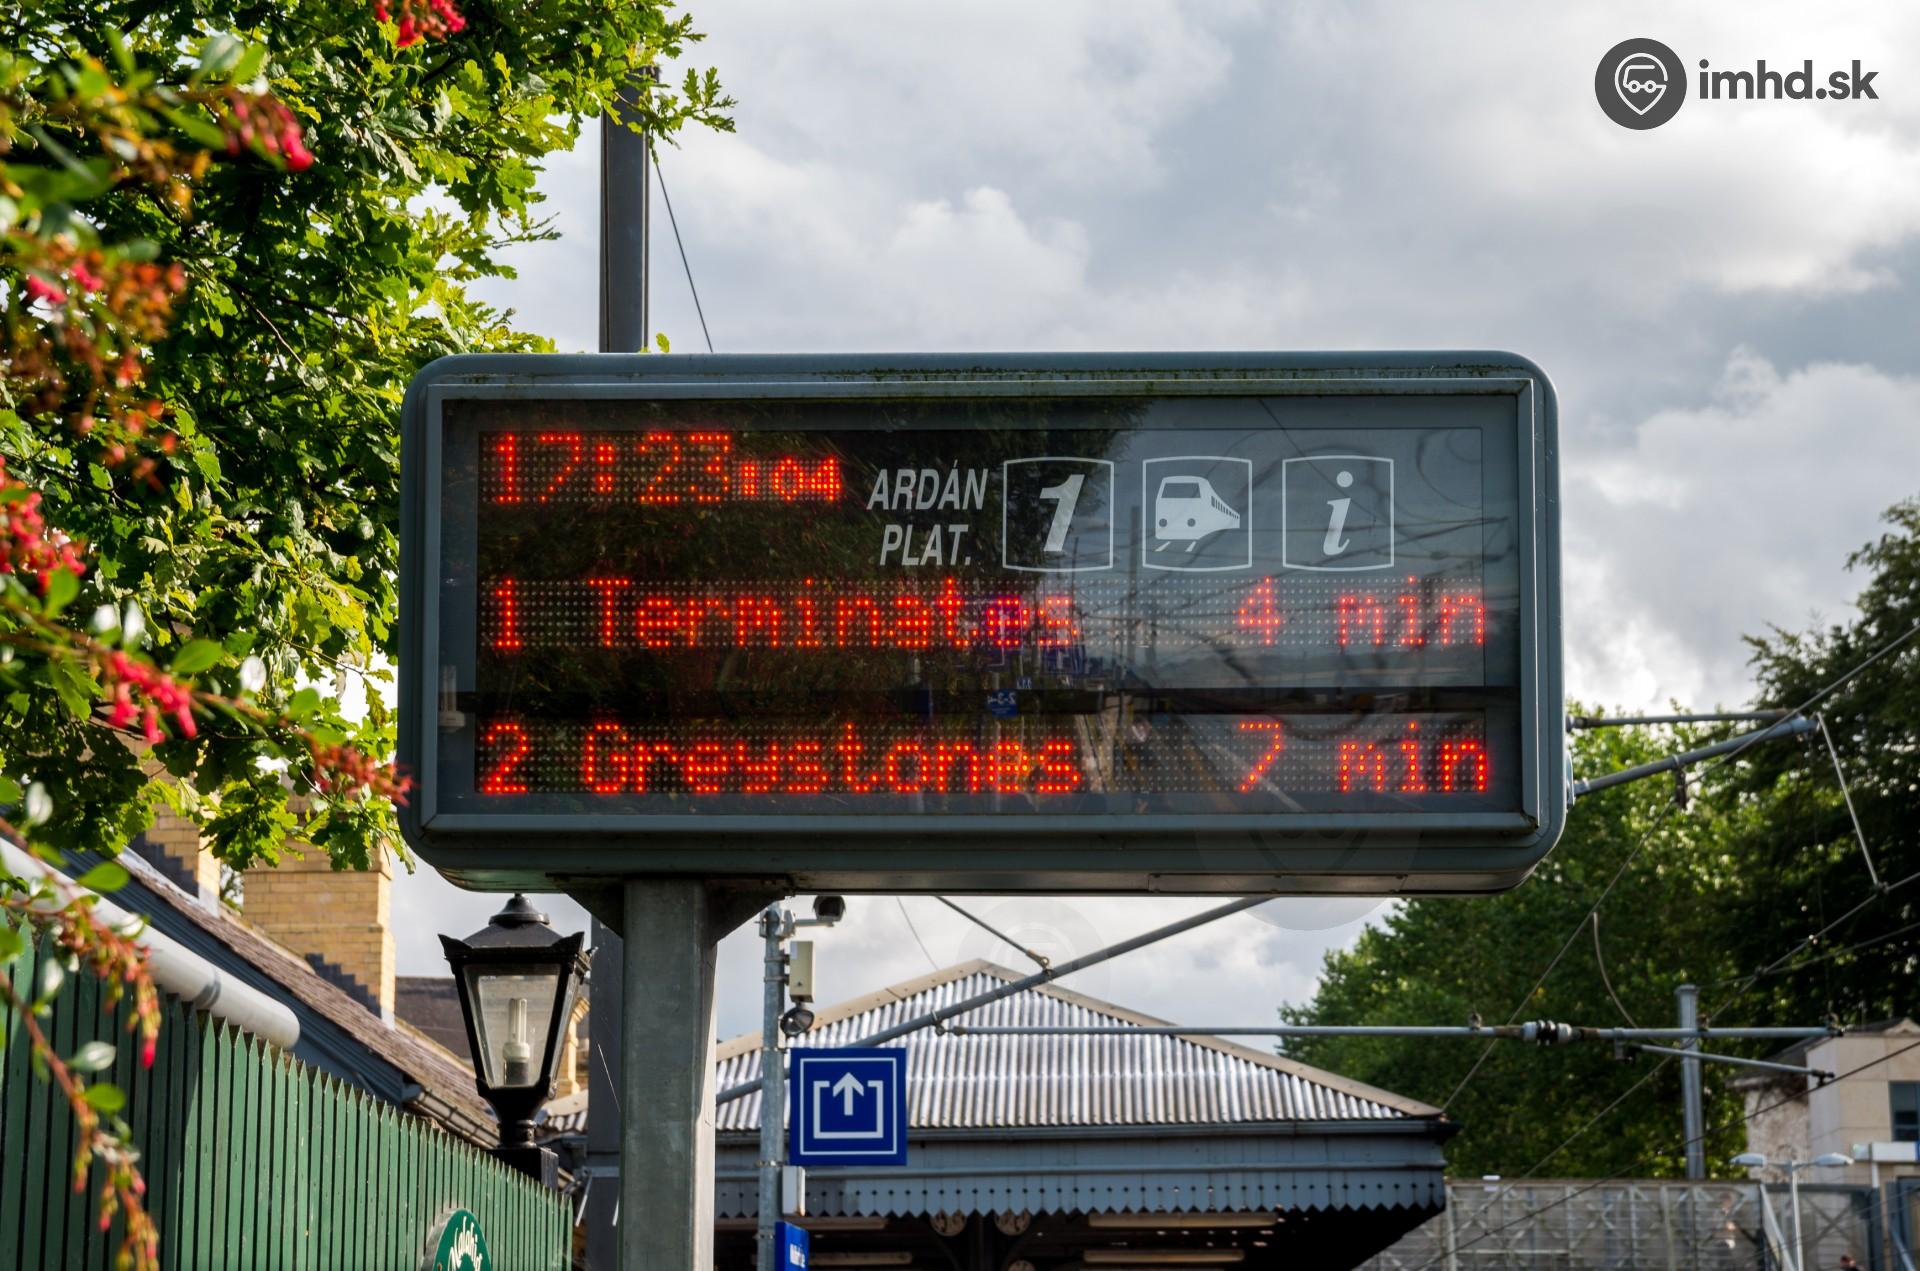 imhd.sk
17:23:04
ARDÁN 1 i
PLAT.
1 Terminates 4 min
2 Greystones 7 min